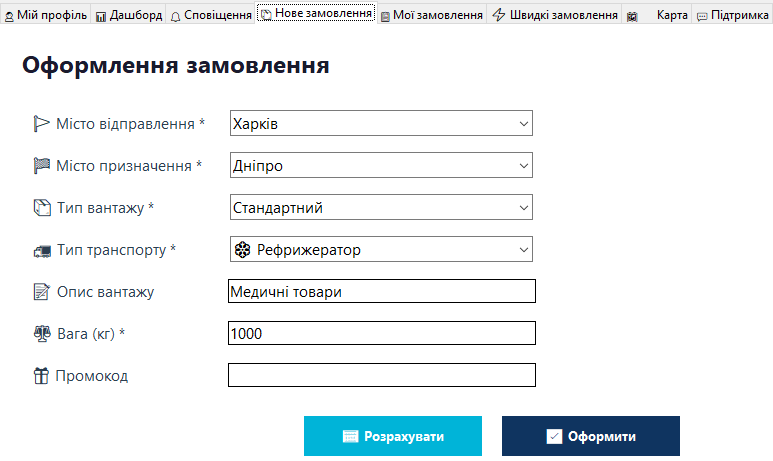 Мій профіль Дашборд Сповіщення Нове замовлення Мої замовлення Швидкі замовлення Карта Підтримка
Оформлення замовлення
Місто відправлення * Харків
Місто призначення * Дніпро
Тип вантажу * Стандартний
Тип транспорту * Рефрижератор
Опис вантажу Медичні товари
Вага (кг) * 1000
Промокод
Розрахувати Оформити